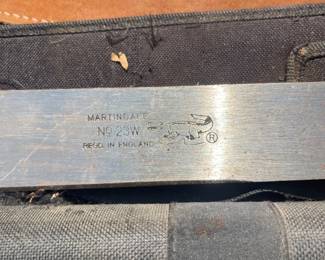 MARTINDALE
No 23W
REGD. IN ENGLAND
®